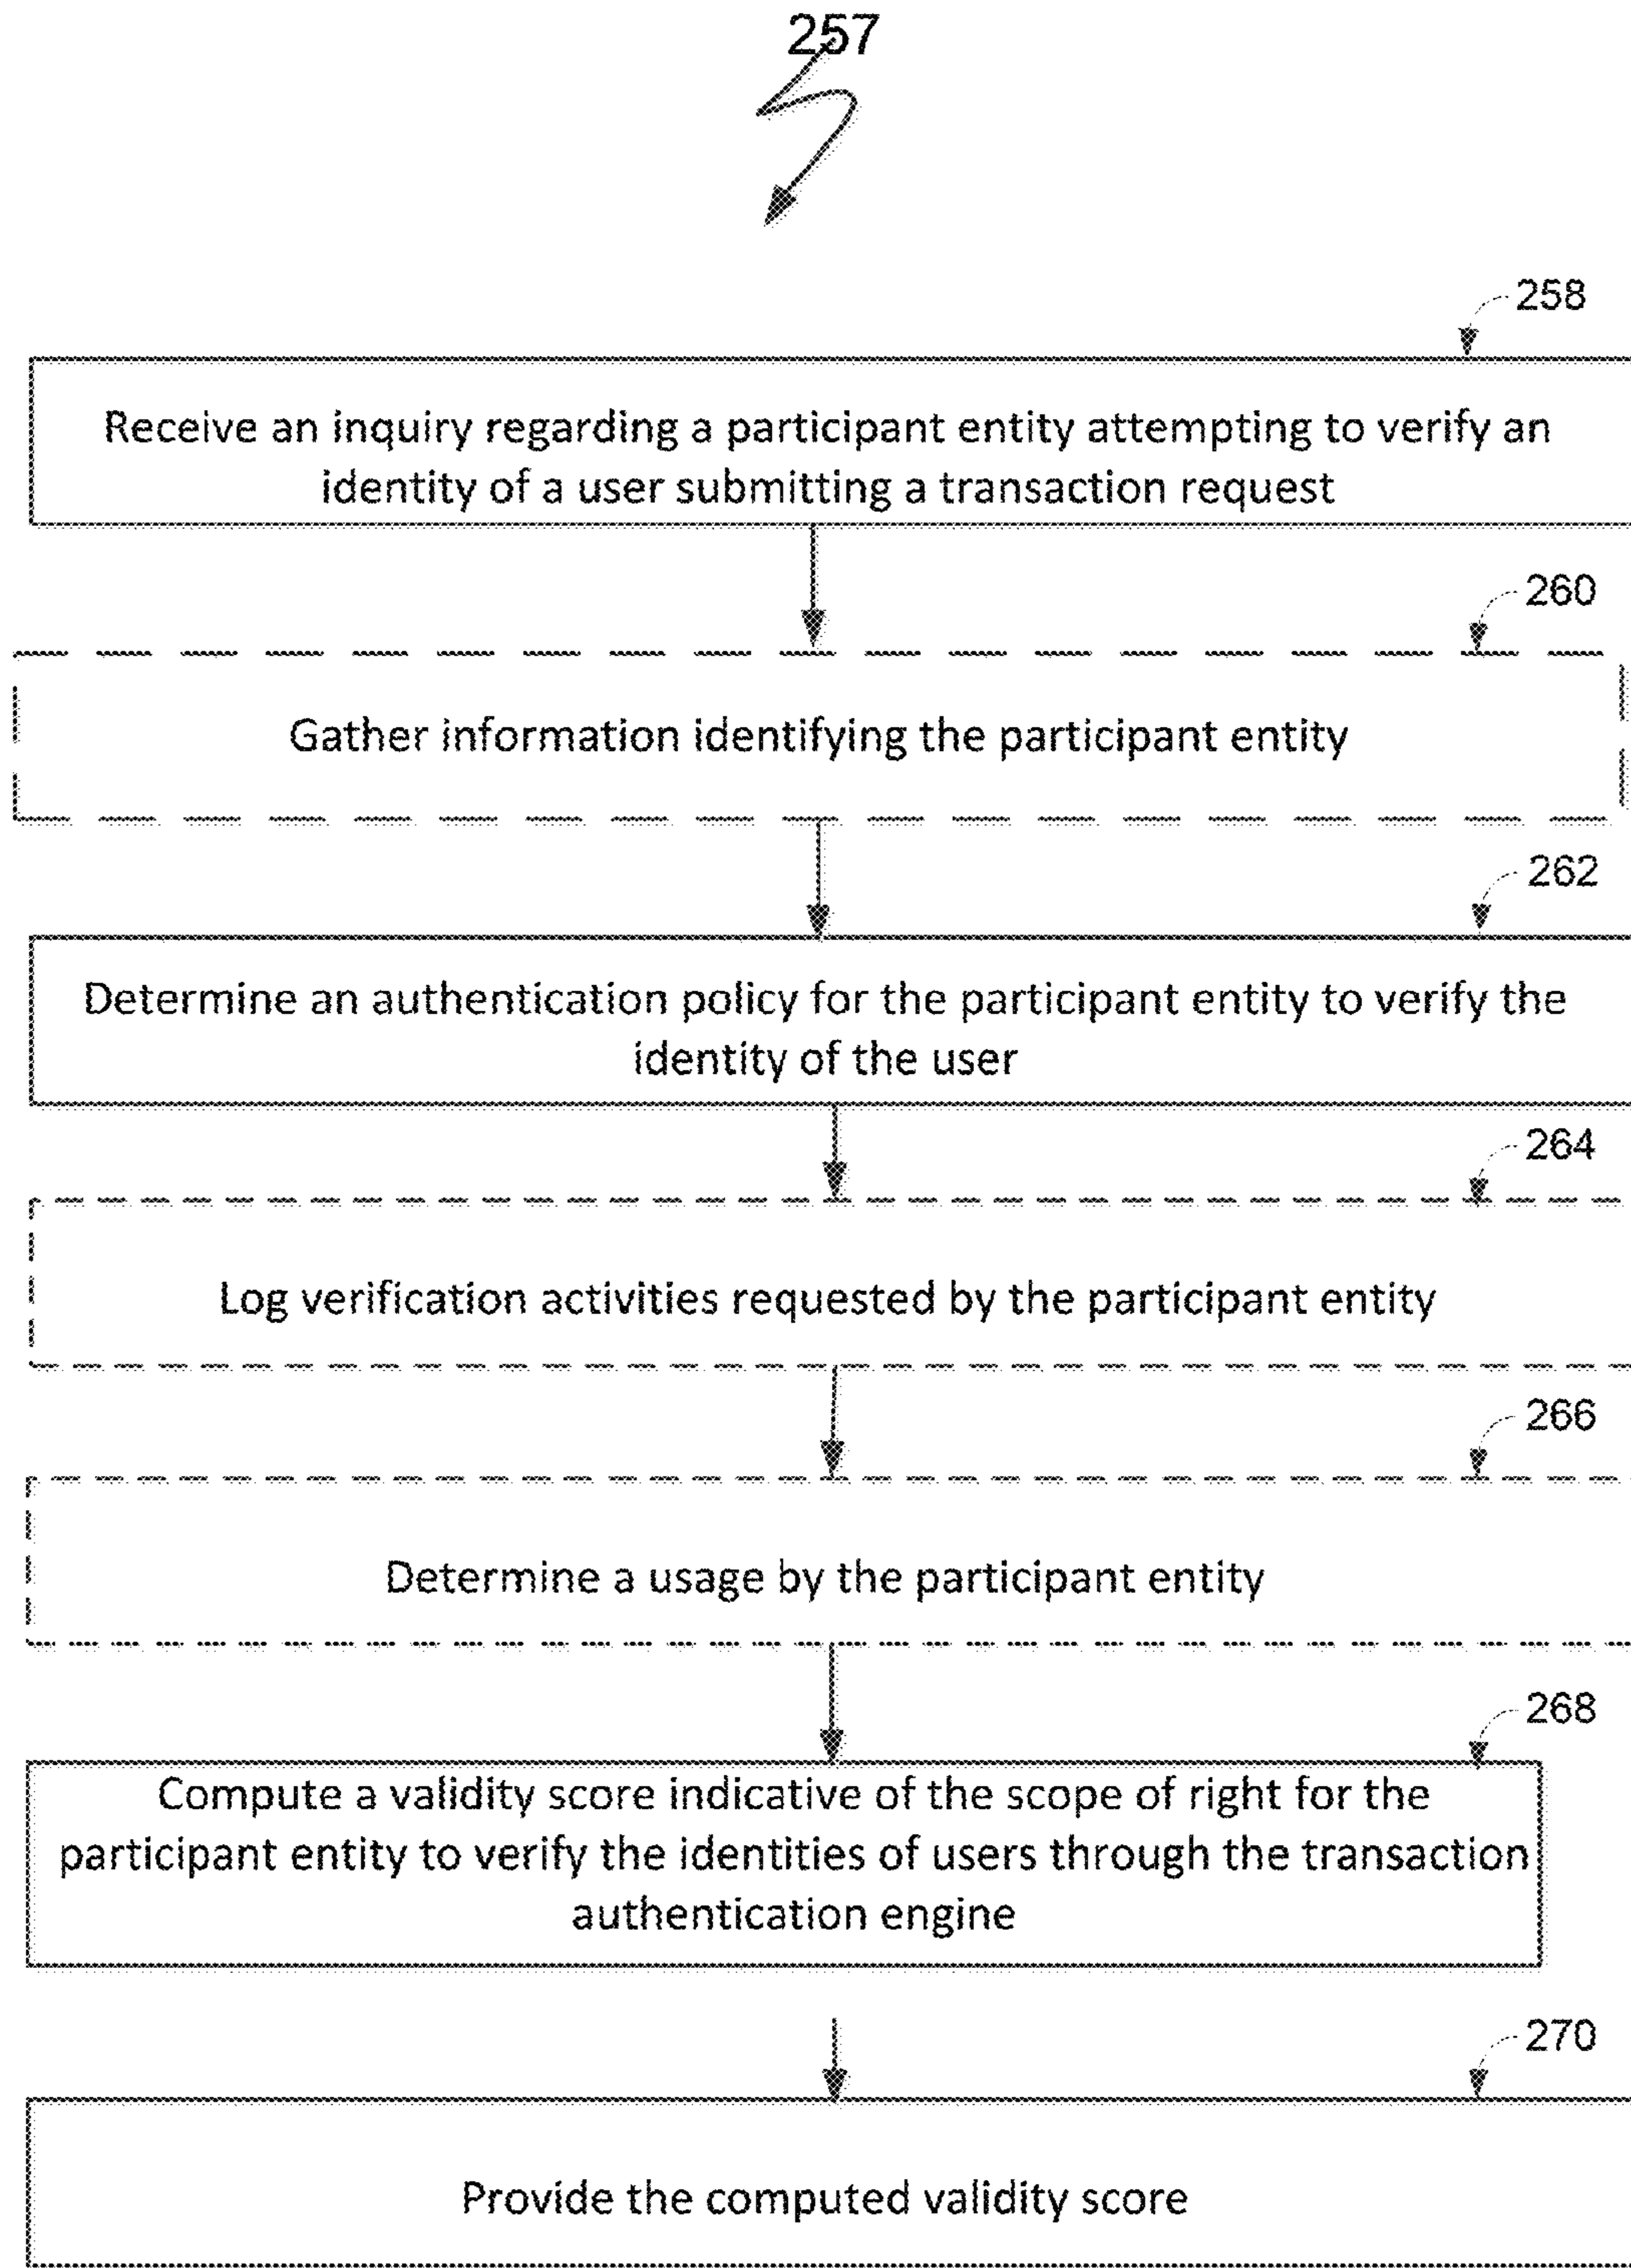 257
258
Receive an inquiry regarding a participant entity attempting to verify an
identity of a user submitting a transaction request
260
Gather information identifying the participant entity
262
Determine an authentication policy for the participant entity to verify the
identity of the user
264
Log verification activities requested by the participant entity
266
Determine a usage by the participant entity
268
Compute a validity score indicative of the scope of right for the
participant entity to verify the identities of users through the transaction
authentication engine
270
Provide the computed validity score